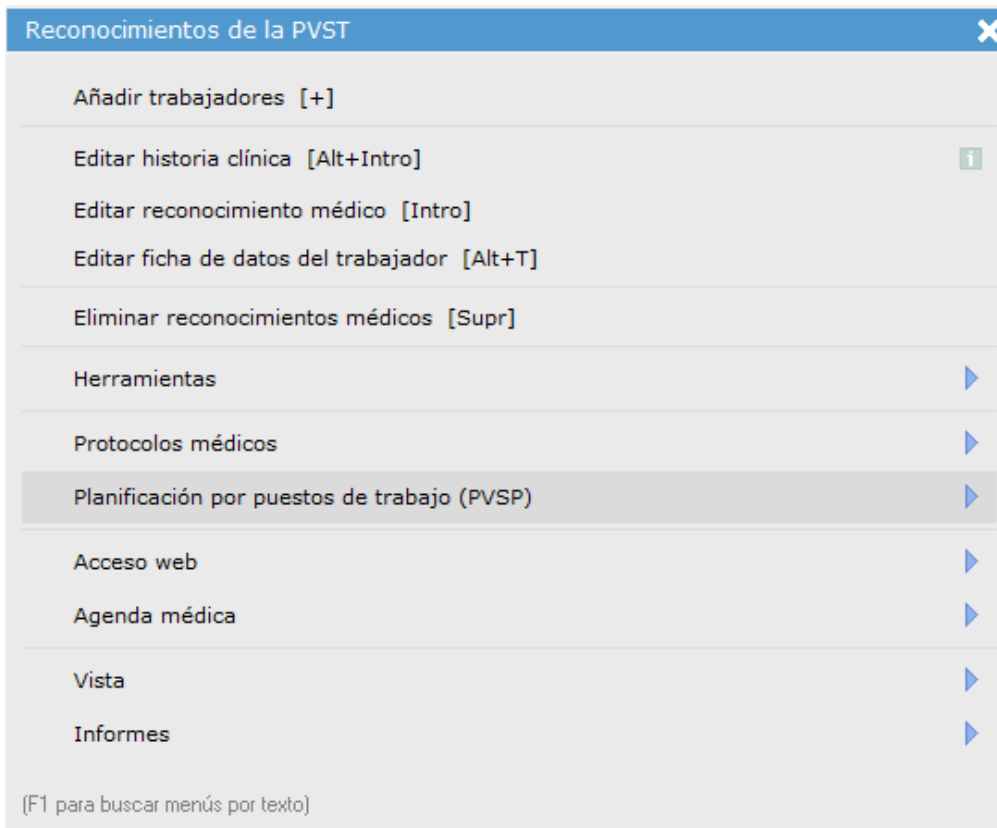 Reconocimientos de la PVST
Añadir trabajadores [+]
Editar historia clínica [Alt+Intro]
Editar reconocimiento médico [Intro]
Editar ficha de datos del trabajador [Alt+T]
Eliminar reconocimientos médicos [Supr]
Herramientas
Protocolos médicos
Planificación por puestos de trabajo (PVSP)
Acceso web
Agenda médica
Vista
Informes
(F1 para buscar menús por texto)